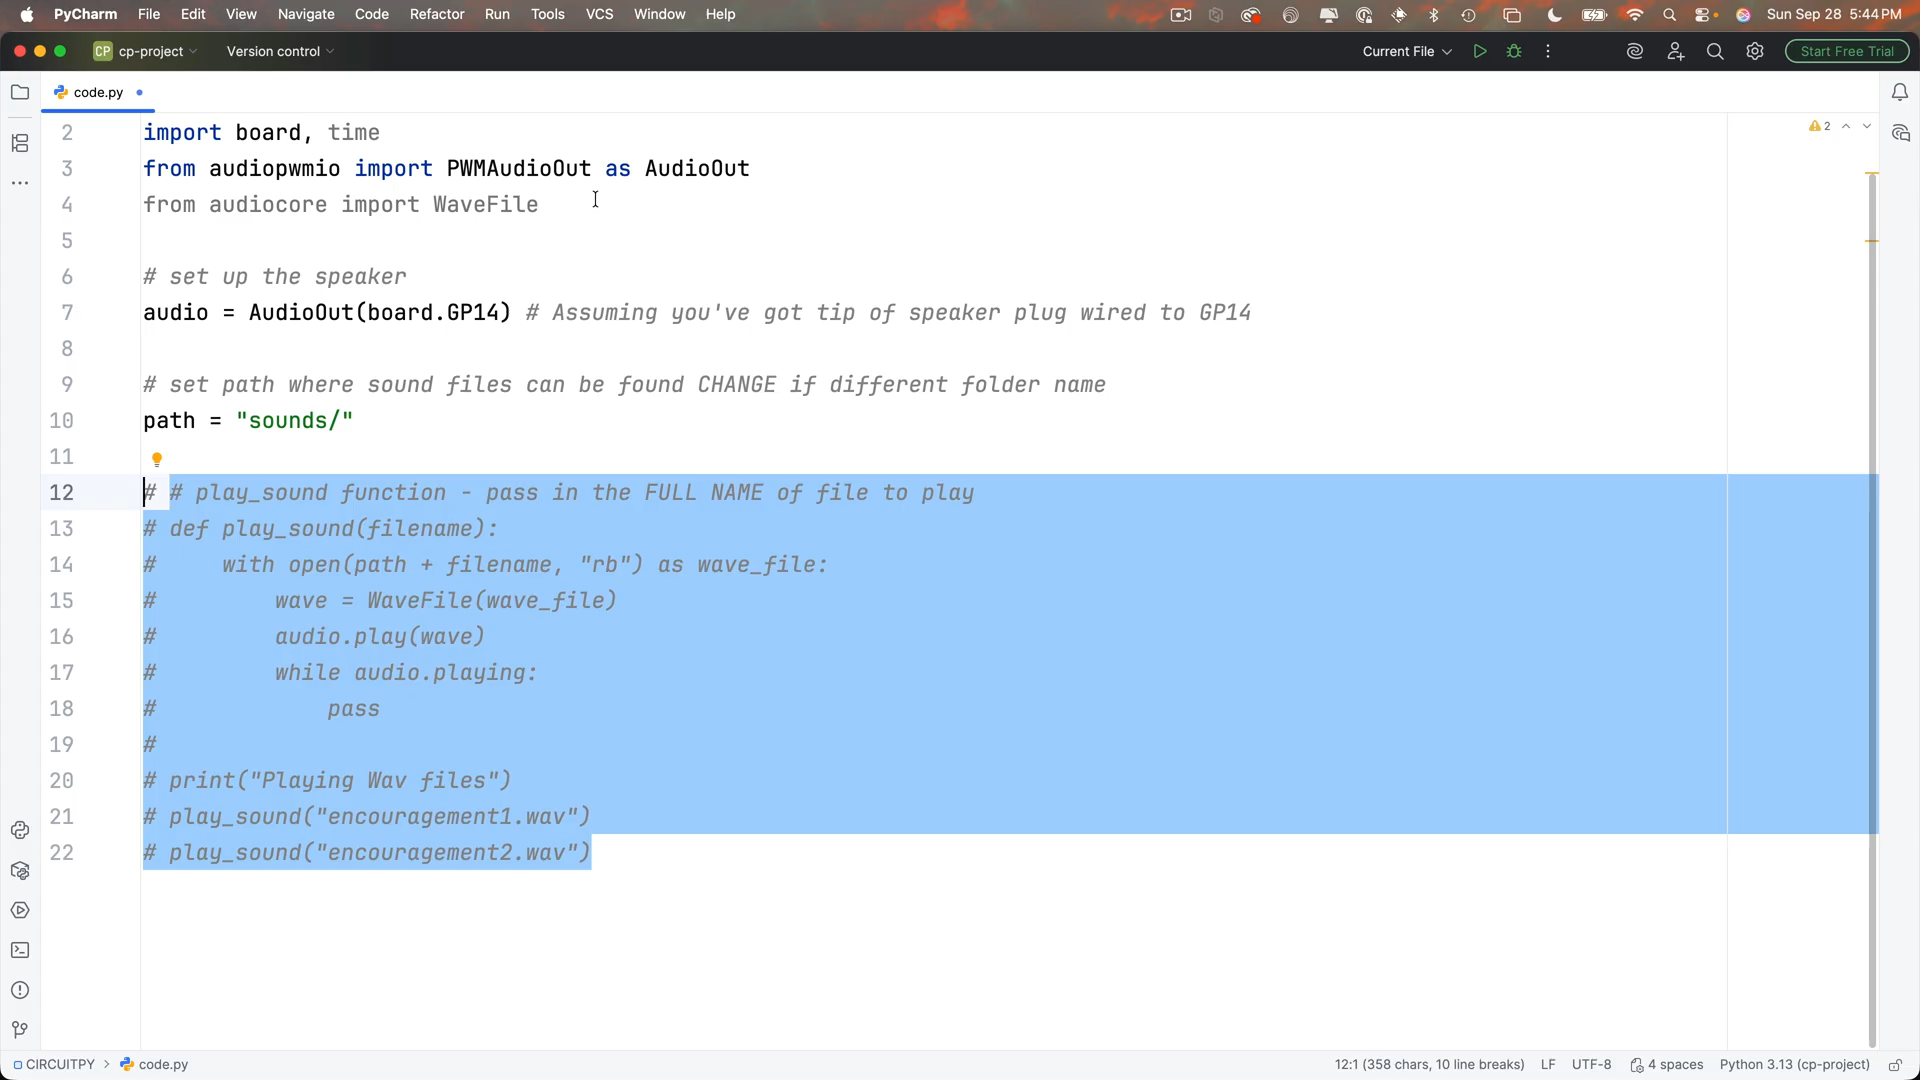 PyCharm File Edit View Navigate Code Refactor Run Tools VCS Window Help Sun Sep 28 5:44 PM
CP cp-project Version control Current File Start Free Trial
code.py
2 import board, time
2
3 from audiopwmio import PWMAudioOut as AudioOut
4 from audiocore import WaveFile
5
6 # set up the speaker
7 audio = AudioOut(board.GP14) # Assuming you've got tip of speaker plug wired to GP14
8
9 # set path where sound files can be found CHANGE if different folder name
10 path = "sounds/"
11
12 # # play_sound function - pass in the FULL NAME of file to play
13 # def play_sound(filename):
14 #     with open(path + filename, "rb") as wave_file:
15 #         wave = WaveFile(wave_file)
16 #         audio.play(wave)
17 #         while audio.playing:
18 #             pass
19 #
20 # print("Playing Wav files")
21 # play_sound("encouragement1.wav")
22 # play_sound("encouragement2.wav")
CIRCUITPY > code.py 12:1 (358 chars, 10 line breaks) LF UTF-8 4 spaces Python 3.13 (cp-project)